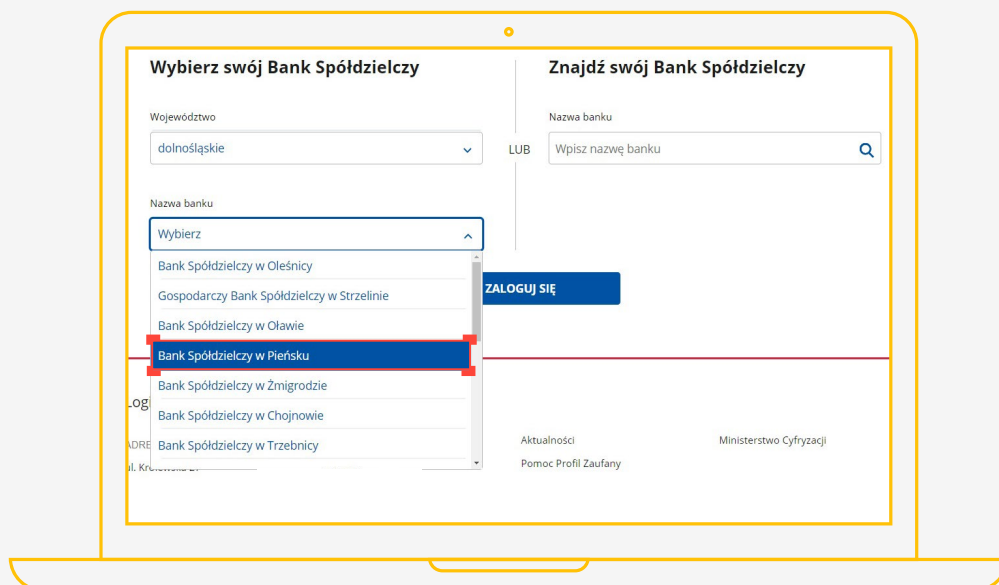 Wybierz swój Bank Spółdzielczy
Województwo
dolnośląskie
Nazwa banku
Wybierz
Bank Spółdzielczy w Oleśnicy
Gospodarczy Bank Spółdzielczy w Strzelinie
Bank Spółdzielczy w Oławie
Bank Spółdzielczy w Pieńsku
Bank Spółdzielczy w Żmigrodzie
Bank Spółdzielczy w Chojnowie
Bank Spółdzielczy w Trzebnicy
LUB
Znajdź swój Bank Spółdzielczy
Nazwa banku
Wpisz nazwę banku
ZALOGUJ SIĘ
Aktualności
Pomoc Profil Zaufany
Ministerstwo Cyfryzacji